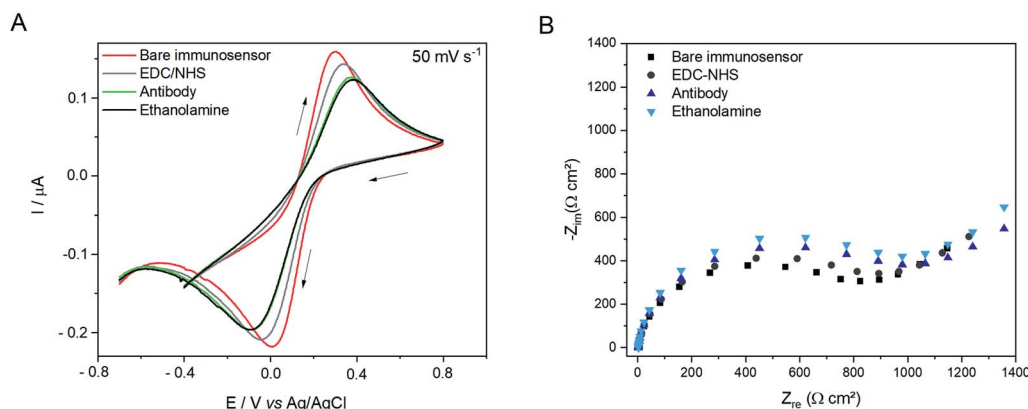 A
Bare immunosensor
EDC/NHS
Antibody
Ethanolamine
50 mV s⁻¹
0.1
0.0
- 0.1
- 0.2
I / µA
- 0.8
- 0.4
0.0
0.4
0.8
E / V vs Ag/AgCl
B
Bare immunosensor
EDC-NHS
Antibody
Ethanolamine
1400
1200
1000
800
600
400
200
0
-Zim(Ω cm²)
0
200
400
600
800
1000
1200
1400
Zre (Ω cm²)